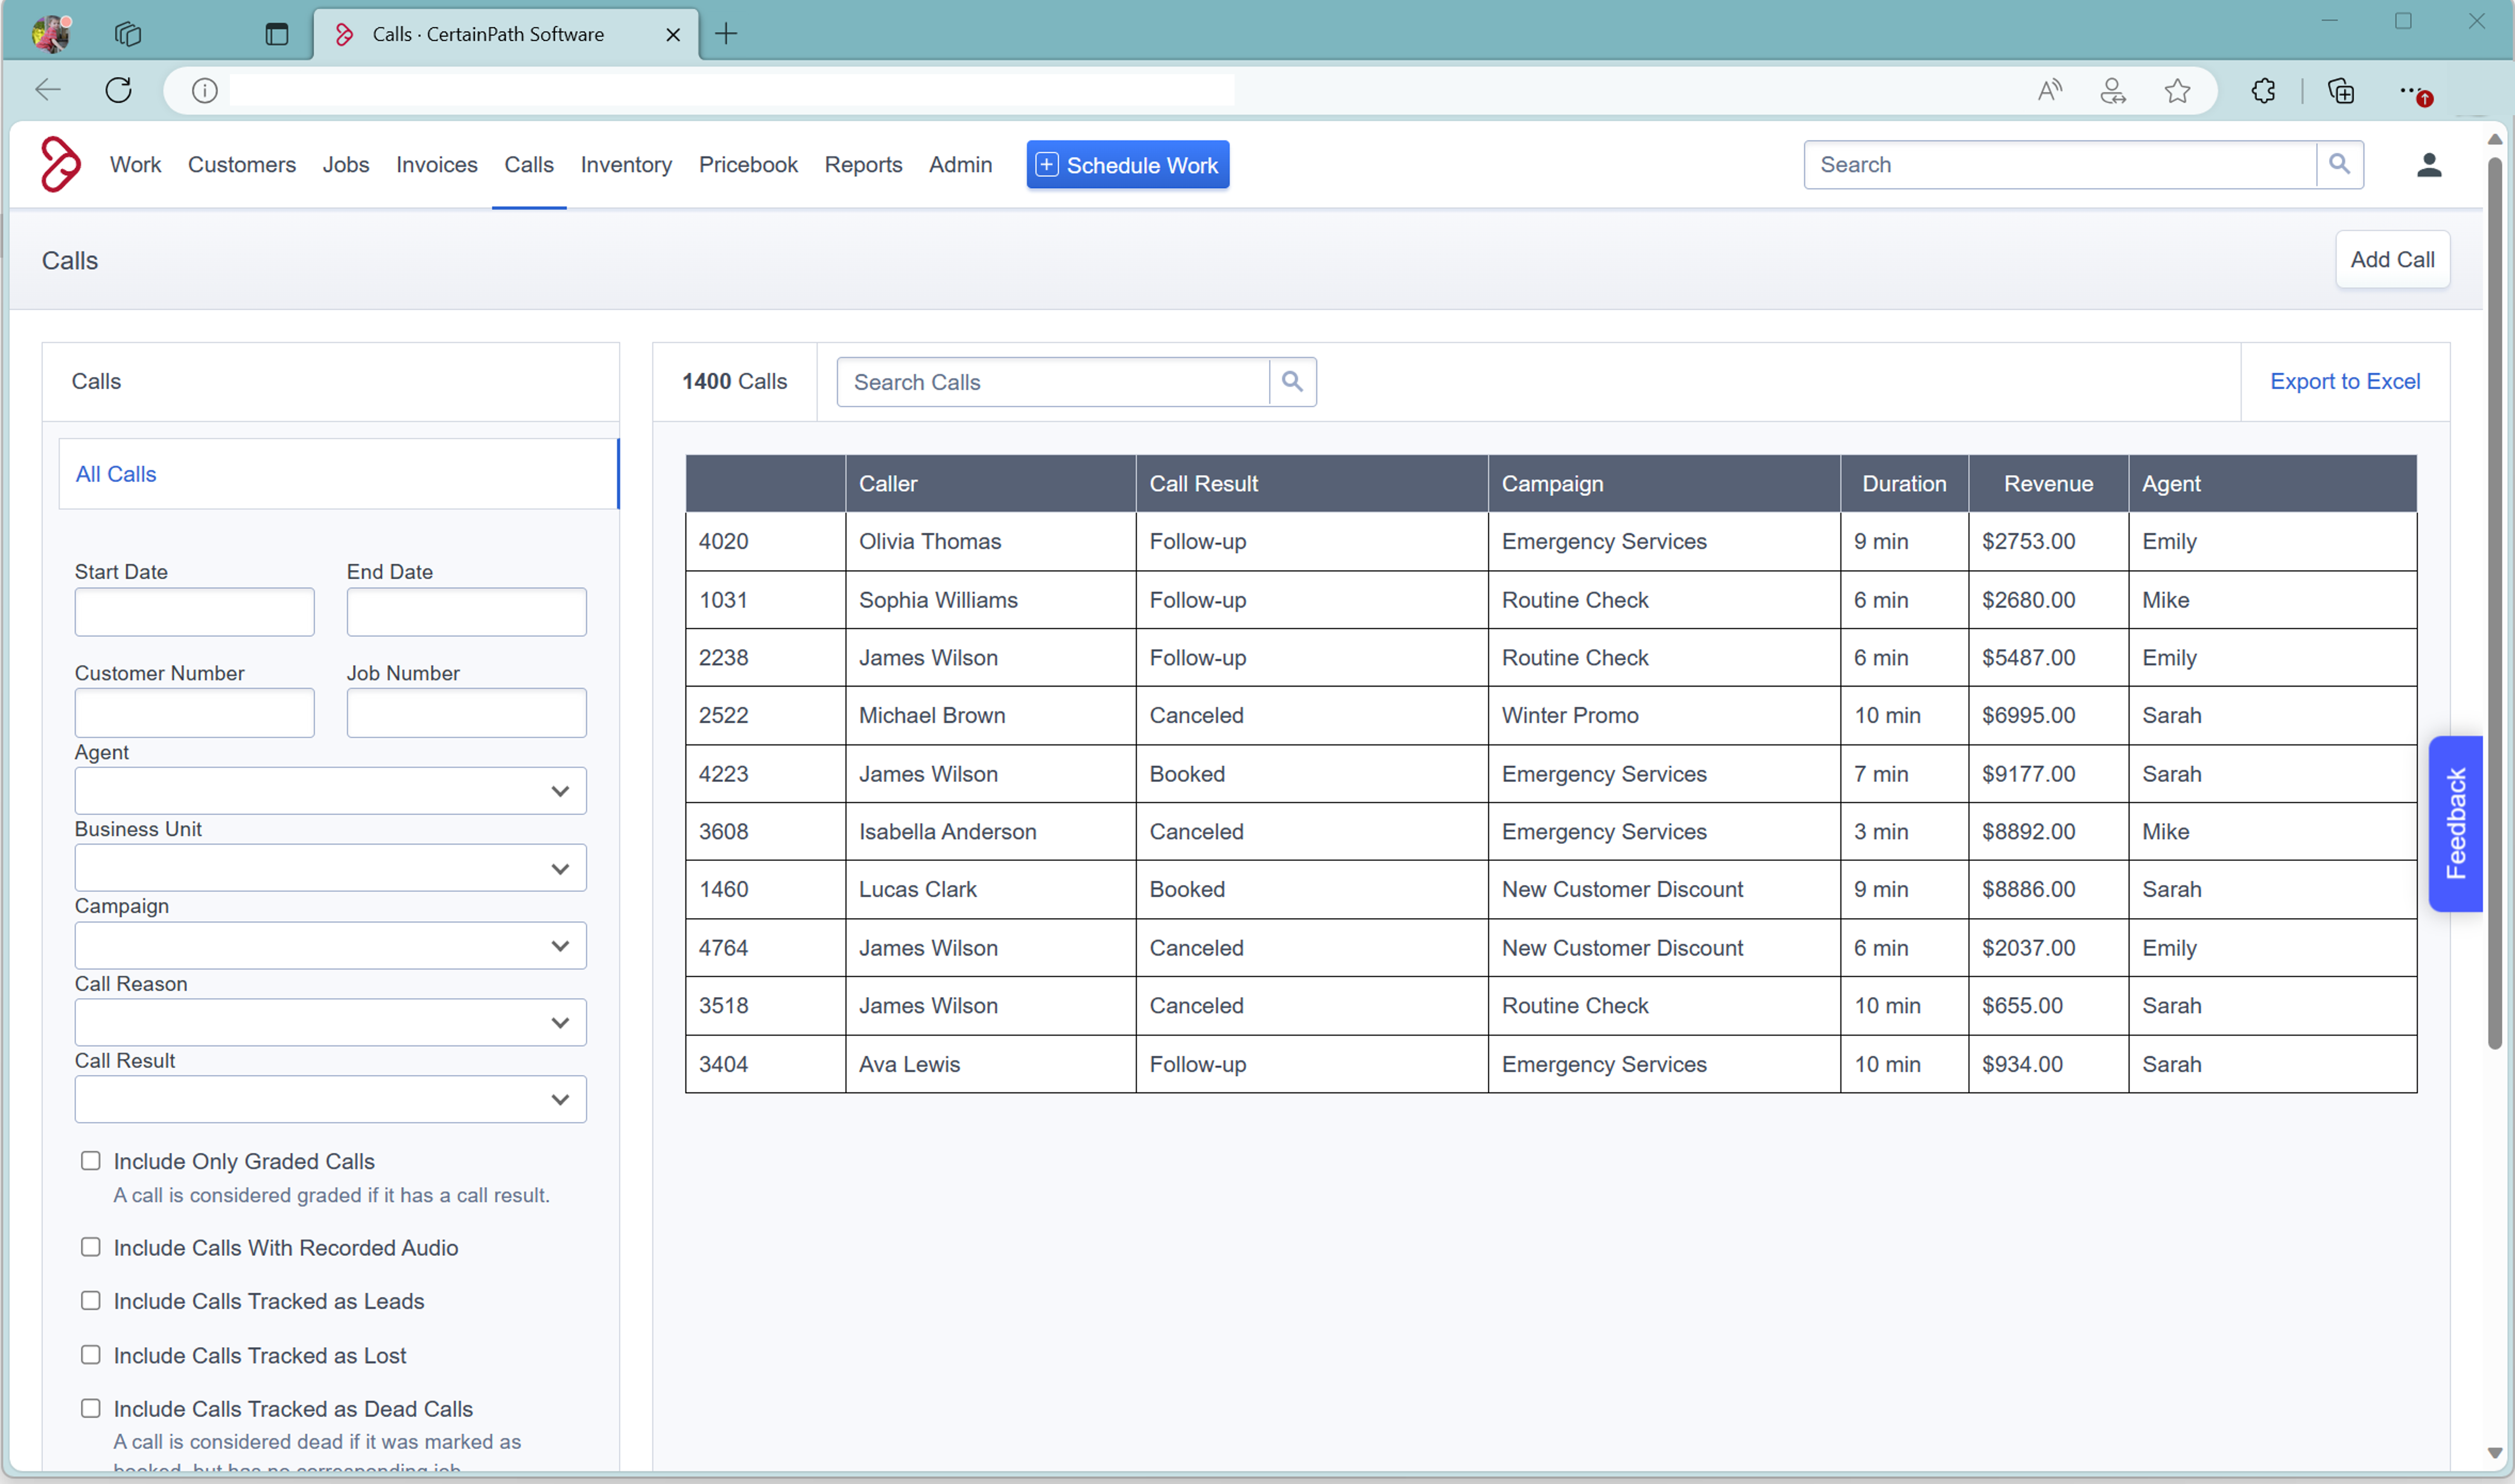 Calls · CertainPath Software
Work Customers Jobs Invoices Calls Inventory Pricebook Reports Admin Schedule Work Search
Calls
Add Call
Calls
All Calls
Start Date End Date
Customer Number Job Number
Agent
Business Unit
Campaign
Call Reason
Call Result
Include Only Graded Calls
A call is considered graded if it has a call result.
Include Calls With Recorded Audio
Include Calls Tracked as Leads
Include Calls Tracked as Lost
Include Calls Tracked as Dead Calls
A call is considered dead if it was marked as
booked, but has no corresponding job
1400 Calls Search Calls Export to Excel
Caller Call Result Campaign Duration Revenue Agent
4020 Olivia Thomas Follow-up Emergency Services 9 min $2753.00 Emily
1031 Sophia Williams Follow-up Routine Check 6 min $2680.00 Mike
2238 James Wilson Follow-up Routine Check 6 min $5487.00 Emily
2522 Michael Brown Canceled Winter Promo 10 min $6995.00 Sarah
4223 James Wilson Booked Emergency Services 7 min $9177.00 Sarah
3608 Isabella Anderson Canceled Emergency Services 3 min $8892.00 Mike
1460 Lucas Clark Booked New Customer Discount 9 min $8886.00 Sarah
4764 James Wilson Canceled New Customer Discount 6 min $2037.00 Emily
3518 James Wilson Canceled Routine Check 10 min $655.00 Sarah
3404 Ava Lewis Follow-up Emergency Services 10 min $934.00 Sarah
Feedback